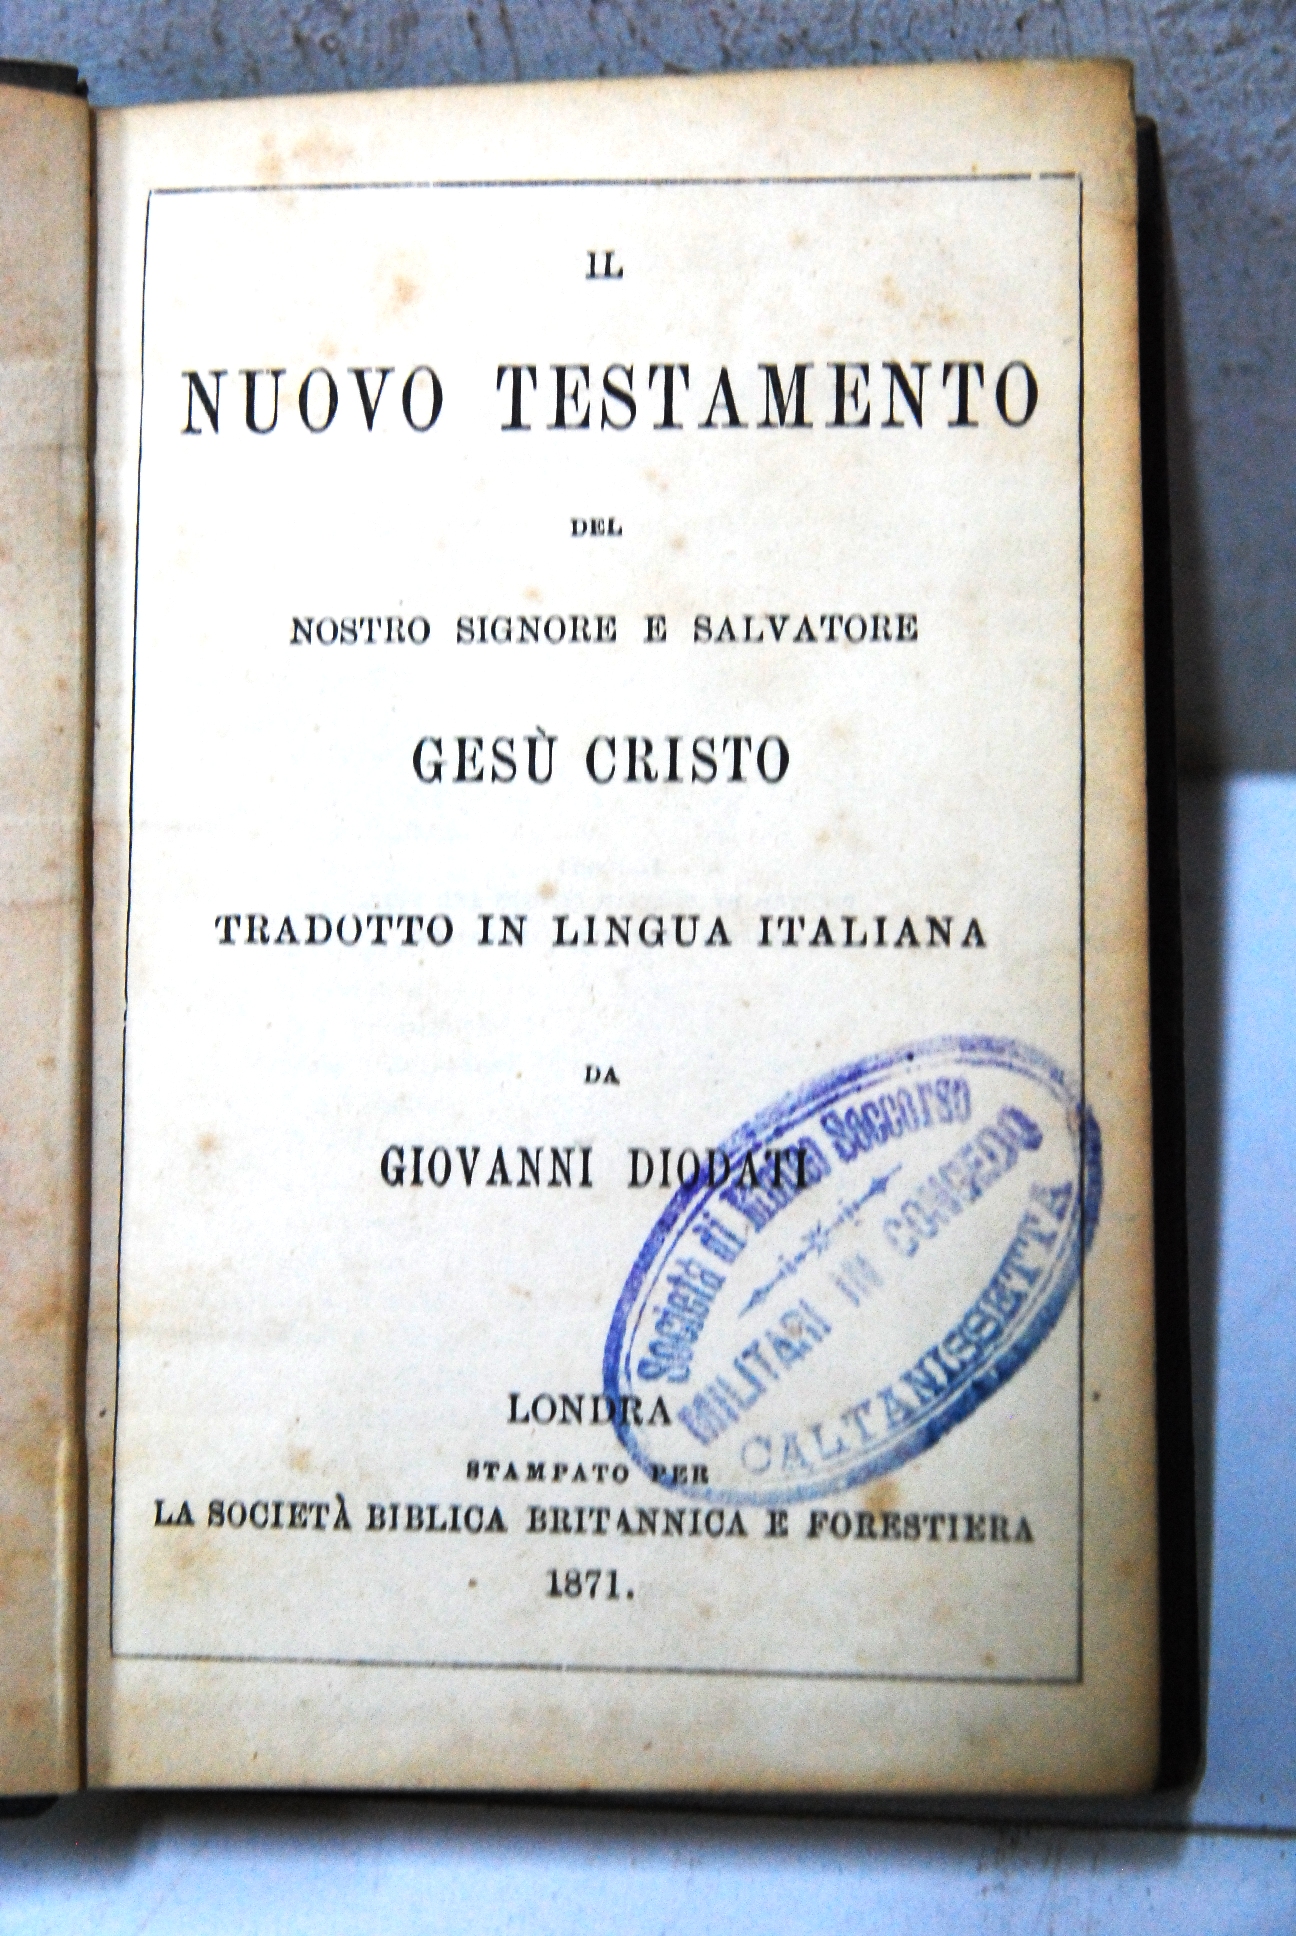 IL
NUOVO TESTAMENTO
DEL
NOSTRO SIGNORE E SALVATORE
GESÙ CRISTO
TRADOTTO IN LINGUA ITALIANA
DA
GIOVANNI DIODATI
Società di Mutuo Soccorso
MILITARI IN CONGEDO
CALTANISSETTA
LONDRA
STAMPATO PER
LA SOCIETÀ BIBLICA BRITANNICA E FORESTIERA
1871.